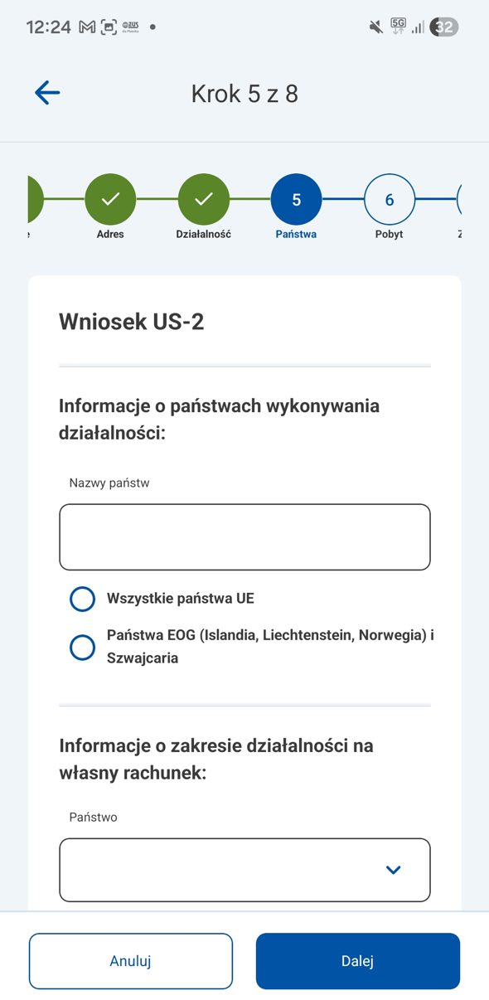 12:24
ZUS
5G
32
Krok 5 z 8
5
6
e
Adres
Działalność
Państwa
Pobyt
Z
Wniosek US-2
Informacje o państwach wykonywania
działalności:
Nazwy państw
Wszystkie państwa UE
Państwa EOG (Islandia, Liechtenstein, Norwegia) i
Szwajcaria
Informacje o zakresie działalności na
własny rachunek:
Państwo
Anuluj
Dalej